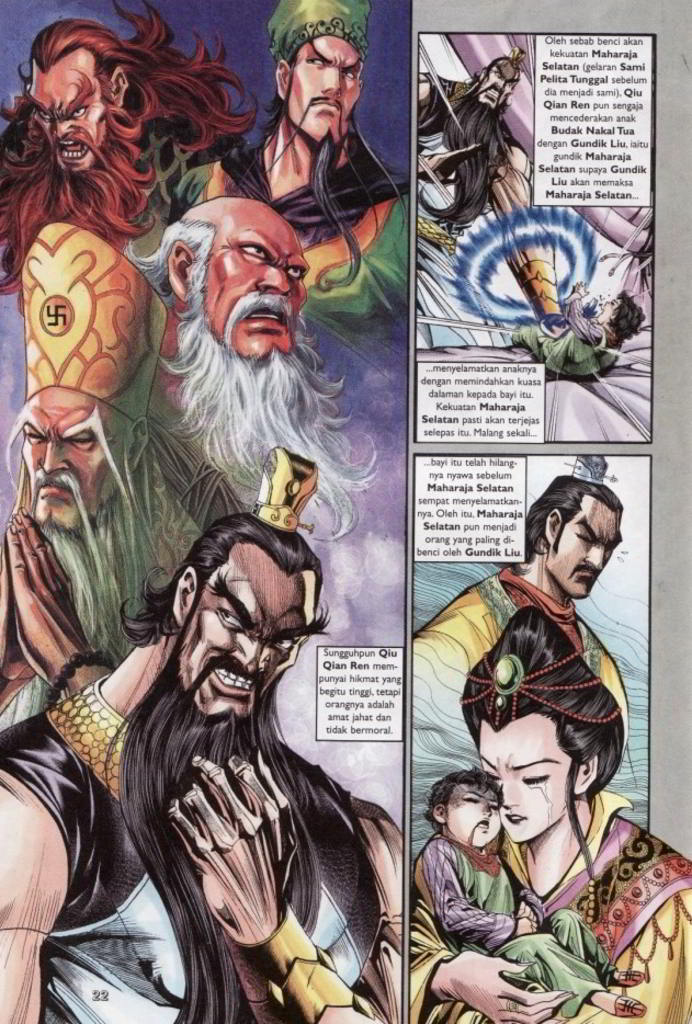 Sungguhpun Qiu
Qian Ren mem-
punyai hikmat yang
begitu tinggi, tetapi
orangnya adalah
amat jahat dan
tidak bermoral.
22
Oleh sebab benci akan
kekuatan Maharaja
Selatan (gelaran Sami
Pelita Tunggal sebelum
dia menjadi sami), Qiu
Qian Ren pun sengaja
mencederakan anak
Budak Nakal Tua
dengan Gundik Liu, iaitu
gundik Maharaja
Selatan supaya Gundik
Liu akan memaksa
Maharaja Selatan...
...menyelamatkan anaknya
dengan memindahkan kuasa
dalaman kepada bayi itu.
Kekuatan Maharaja
Selatan pasti akan terjejas
selepas itu. Malang sekali...
...bayi itu telah hilang-
nyawa sebelum
Maharaja Selatan
sempat menyelamatkan-
nya. Oleh itu, Maharaja
Selatan pun menjadi
orang yang paling di-
benci oleh Gundik Liu.